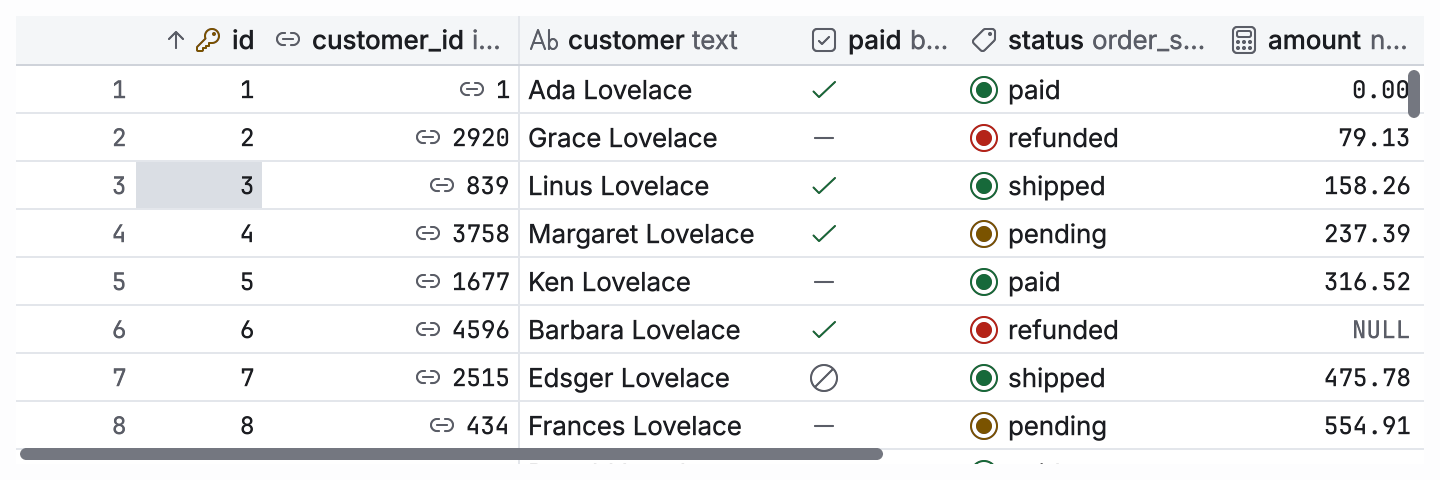 id customer_id i... Ab customer text paid b... status order_s... amount n...
1 1 1 Ada Lovelace paid 0.00
2 2 2920 Grace Lovelace — refunded 79.13
3 3 839 Linus Lovelace shipped 158.26
4 4 3758 Margaret Lovelace pending 237.39
5 5 1677 Ken Lovelace — paid 316.52
6 6 4596 Barbara Lovelace refunded NULL
7 7 2515 Edsger Lovelace shipped 475.78
8 8 434 Frances Lovelace — pending 554.91